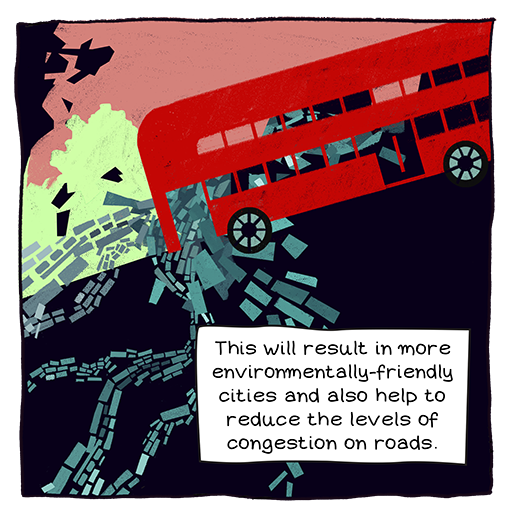 This will result in more
environmentally-friendly
cities and also help to
reduce the levels of
congestion on roads.